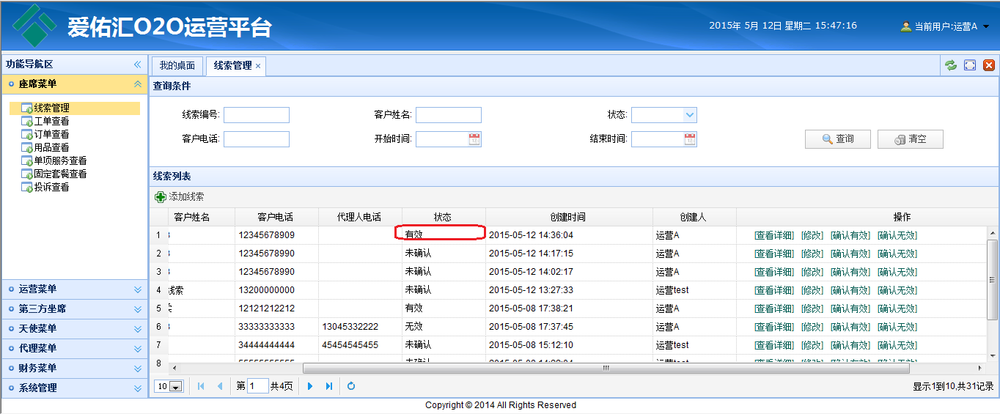 爱佑汇O2O运营平台
2015年 5月 12日 星期二 15:47:16
当前用户:运营A
功能导航区
座席菜单
线索管理
工单查看
订单查看
用品查看
单项服务查看
固定套餐查看
投诉查看
运营菜单
第三方坐席
天使菜单
代理菜单
财务菜单
系统管理
我的桌面 线索管理
查询条件
线索编号: 客户姓名: 状态:
客户电话: 开始时间: 结束时间: 查询 清空
线索列表
添加线索
客户姓名 客户电话 代理人电话 状态 创建时间 创建人 操作
1 12345678909 有效 2015-05-12 14:36:04 运营A [查看详细] [修改] [确认有效] [确认无效]
2 12345678990 未确认 2015-05-12 14:17:15 运营A [查看详细] [修改] [确认有效] [确认无效]
3 12345678990 未确认 2015-05-12 14:02:17 运营A [查看详细] [修改] [确认有效] [确认无效]
4 线索 13200000000 未确认 2015-05-12 13:27:33 运营test [查看详细] [修改] [确认有效] [确认无效]
5 12121212212 有效 2015-05-08 17:38:21 运营A [查看详细] [修改] [确认有效] [确认无效]
6 33333333333 13045332222 无效 2015-05-08 17:37:45 运营A [查看详细] [修改] [确认有效] [确认无效]
7 34444444444 45454545455 未确认 2015-05-08 15:12:10 运营test [查看详细] [修改] [确认有效] [确认无效]
8
10 第 1 共4页 显示1到10,共31记录
Copyright © 2014 All Rights Reserved